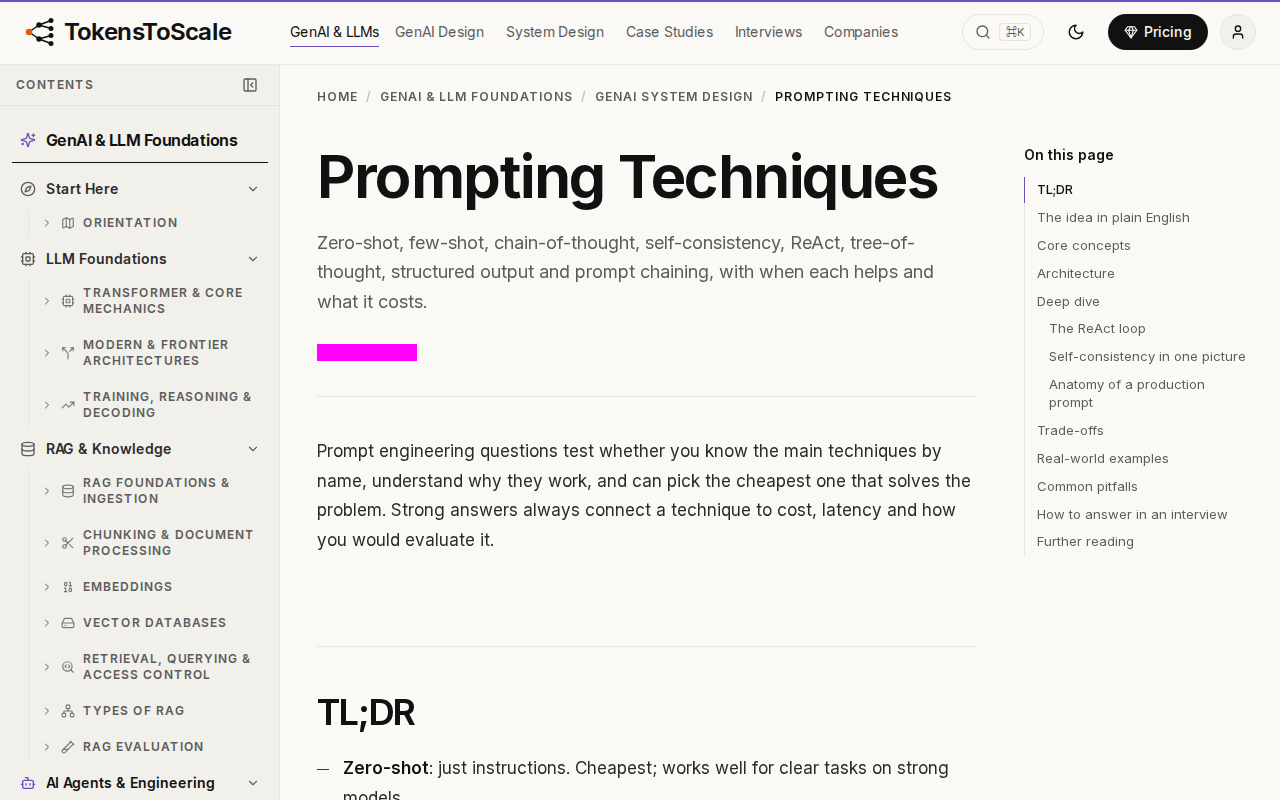 TokensToScale
GenAI & LLMs
GenAI Design
System Design
Case Studies
Interviews
Companies
⌘K
Pricing
CONTENTS
GenAI & LLM Foundations
Start Here
ORIENTATION
LLM Foundations
TRANSFORMER & CORE
MECHANICS
MODERN & FRONTIER
ARCHITECTURES
TRAINING, REASONING &
DECODING
RAG & Knowledge
RAG FOUNDATIONS &
INGESTION
CHUNKING & DOCUMENT
PROCESSING
EMBEDDINGS
VECTOR DATABASES
RETRIEVAL, QUERYING &
ACCESS CONTROL
TYPES OF RAG
RAG EVALUATION
AI Agents & Engineering
HOME / GENAI & LLM FOUNDATIONS / GENAI SYSTEM DESIGN / PROMPTING TECHNIQUES
Prompting Techniques
Zero-shot, few-shot, chain-of-thought, self-consistency, ReAct, tree-of-
thought, structured output and prompt chaining, with when each helps and
what it costs.
Prompt engineering questions test whether you know the main techniques by
name, understand why they work, and can pick the cheapest one that solves the
problem. Strong answers always connect a technique to cost, latency and how
you would evaluate it.
TL;DR
— Zero-shot: just instructions. Cheapest; works well for clear tasks on strong
models.
On this page
TL;DR
The idea in plain English
Core concepts
Architecture
Deep dive
The ReAct loop
Self-consistency in one picture
Anatomy of a production
prompt
Trade-offs
Real-world examples
Common pitfalls
How to answer in an interview
Further reading